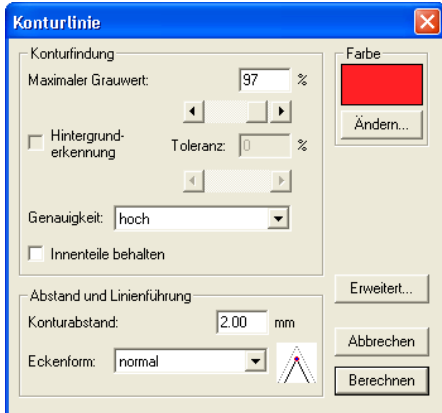 Konturlinie
Konturfindung
Maximaler Grauwert: 97 %
Hintergrund-
erkennung
Toleranz: 0 %
Genauigkeit: hoch
Innenteile behalten
Abstand und Linienführung
Konturabstand: 2.00 mm
Eckenform: normal
Farbe
Ändern...
Erweitert...
Abbrechen
Berechnen